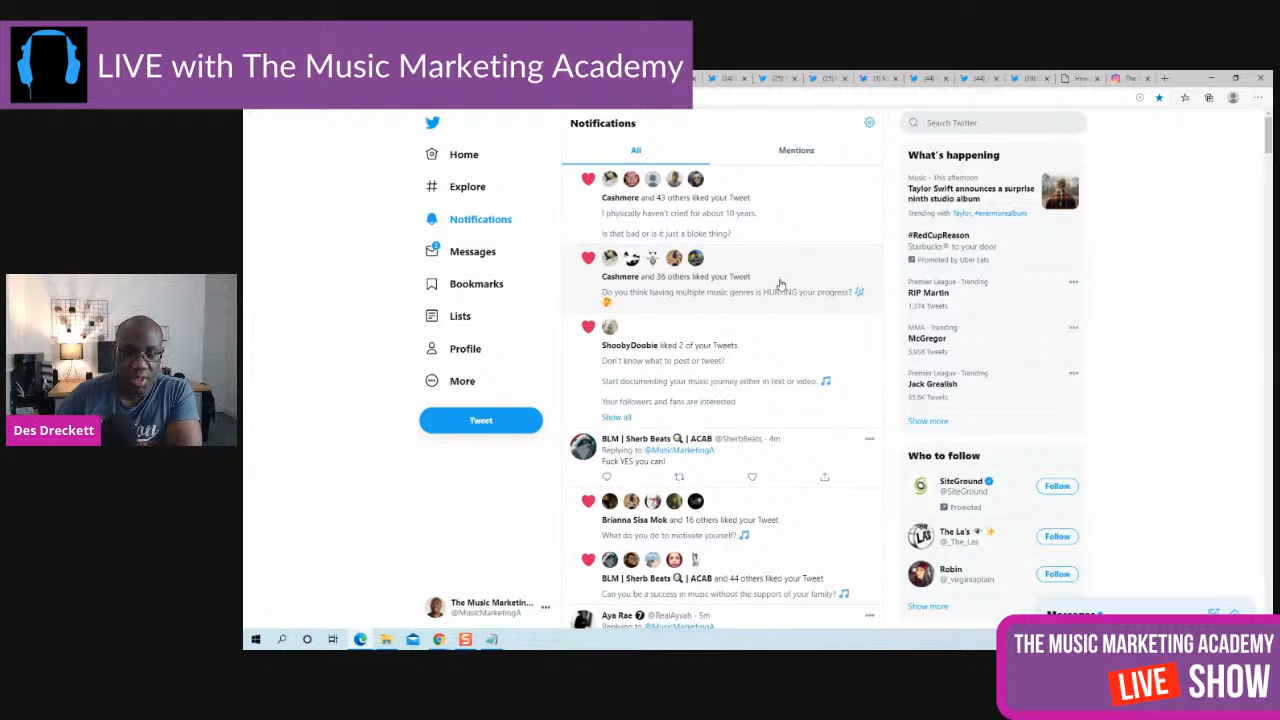 LIVE with The Music Marketing Academy
Notifications
Search Twitter
All
Mentions
Home
Explore
Notifications
Messages
Bookmarks
Lists
Profile
More
Tweet
The Music Marketin...
@MusicMarketingA
Cashmere and 43 others liked your Tweet
I physically haven't cried for about 10 years.
Is that bad or is it just a bloke thing?
Cashmere and 36 others liked your Tweet
Do you think having multiple music genres is HURTING your progress?
ShoobyDoobie liked 2 of your Tweets
Don't know what to post or tweet?
Start documenting your music journey either in text or video.
Your followers and fans are interested
Show all
BLM | Sherb Beats | ACAB @SherbBeats · 4m
Replying to @MusicMarketingA
Fuck YES you can!
Brianna Sisa Mok and 16 others liked your Tweet
What do you do to motivate yourself?
BLM | Sherb Beats | ACAB and 44 others liked your Tweet
Can you be a success in music without the support of your family?
Aya Rae @RealAyvah · 5m
Replying to @MusicMarketingA
What's happening
Music · This afternoon
Taylor Swift announces a surprise
ninth studio album
Trending with Taylor, #evermorealbum
#RedCupReason
Starbucks® to your door
Promoted by Uber Eats
Premier League · Trending
RIP Martin
1,374 Tweets
MMA · Trending
McGregor
3,958 Tweets
Premier League · Trending
Jack Grealish
35.6K Tweets
Show more
Who to follow
SiteGround
@SiteGround
Promoted
Follow
The La's
@_The_Las
Follow
Robin
@_virginiaplain
Follow
Show more
Messages
Des Dreckett
THE MUSIC MARKETING ACADEMY
LIVE SHOW